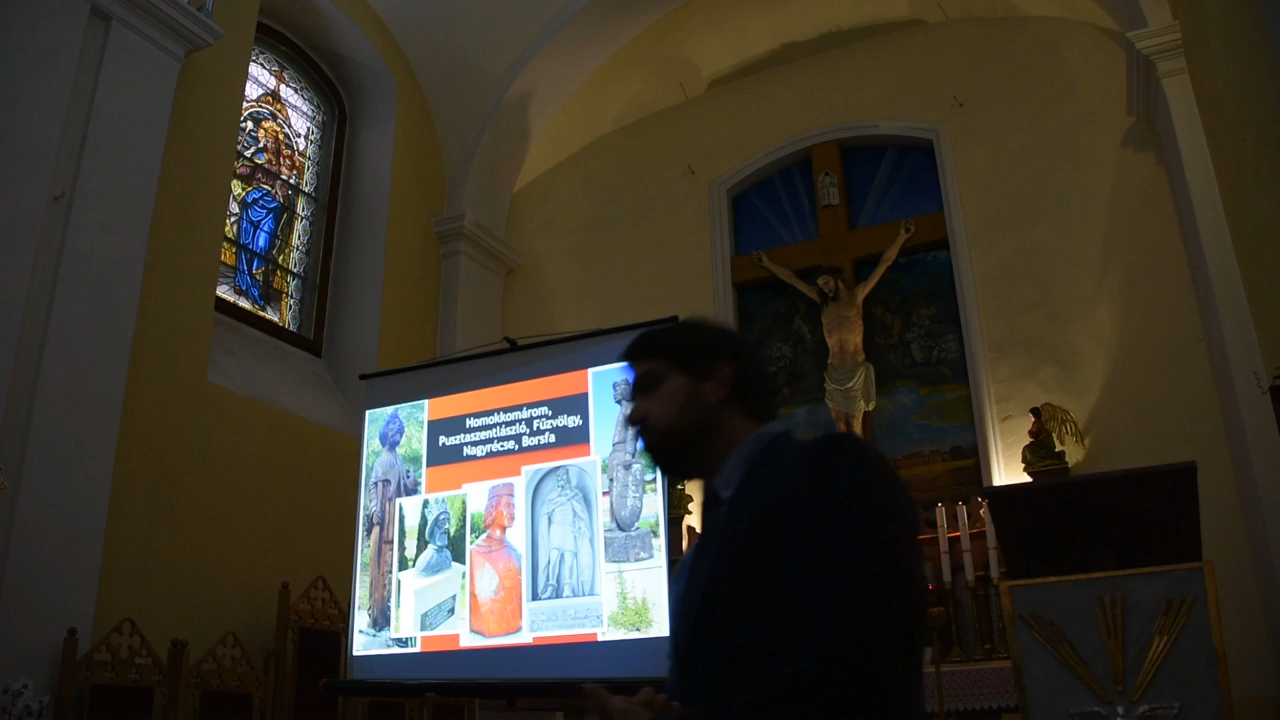 Homokkomárom,
Pusztaszentlászló, Fűzvölgy,
Nagyrécse, Borsfa